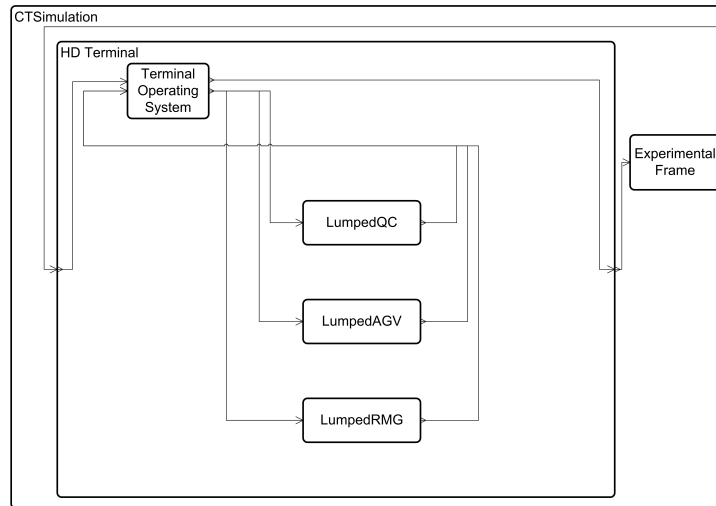 CTSimulation
HD Terminal
Terminal
Operating
System
Experimental
Frame
LumpedQC
LumpedAGV
LumpedRMG